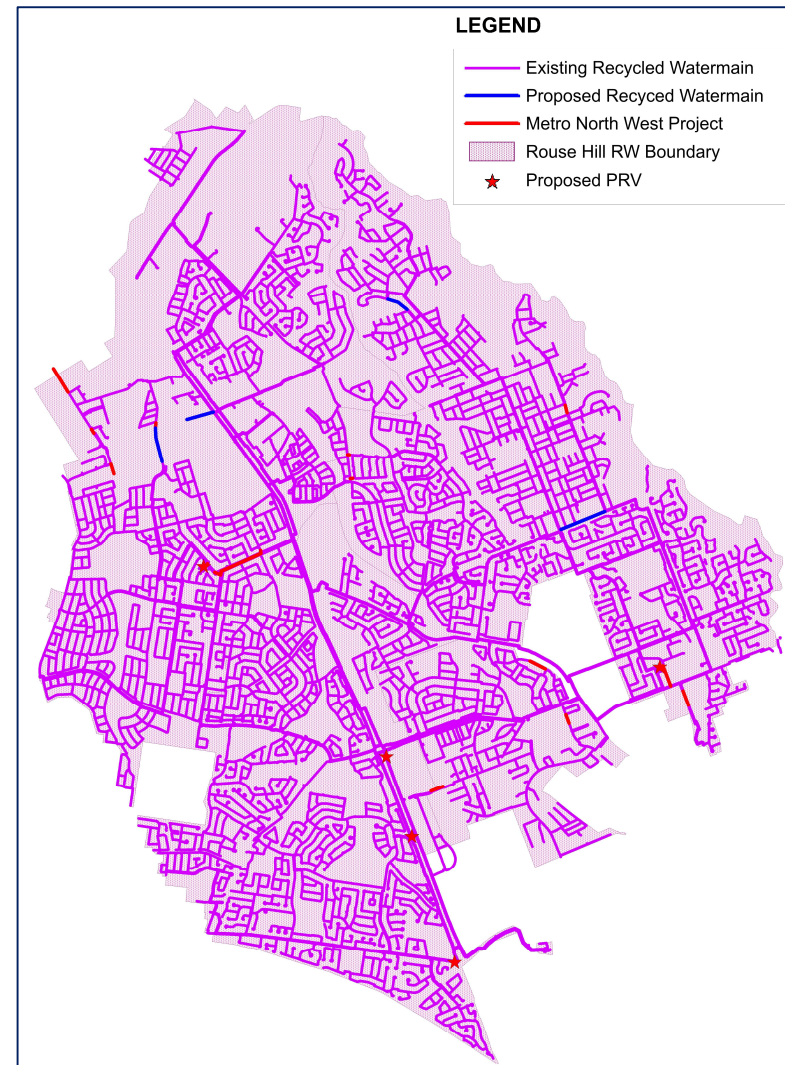 LEGEND
Existing Recycled Watermain
Proposed Recyced Watermain
Metro North West Project
Rouse Hill RW Boundary
Proposed PRV